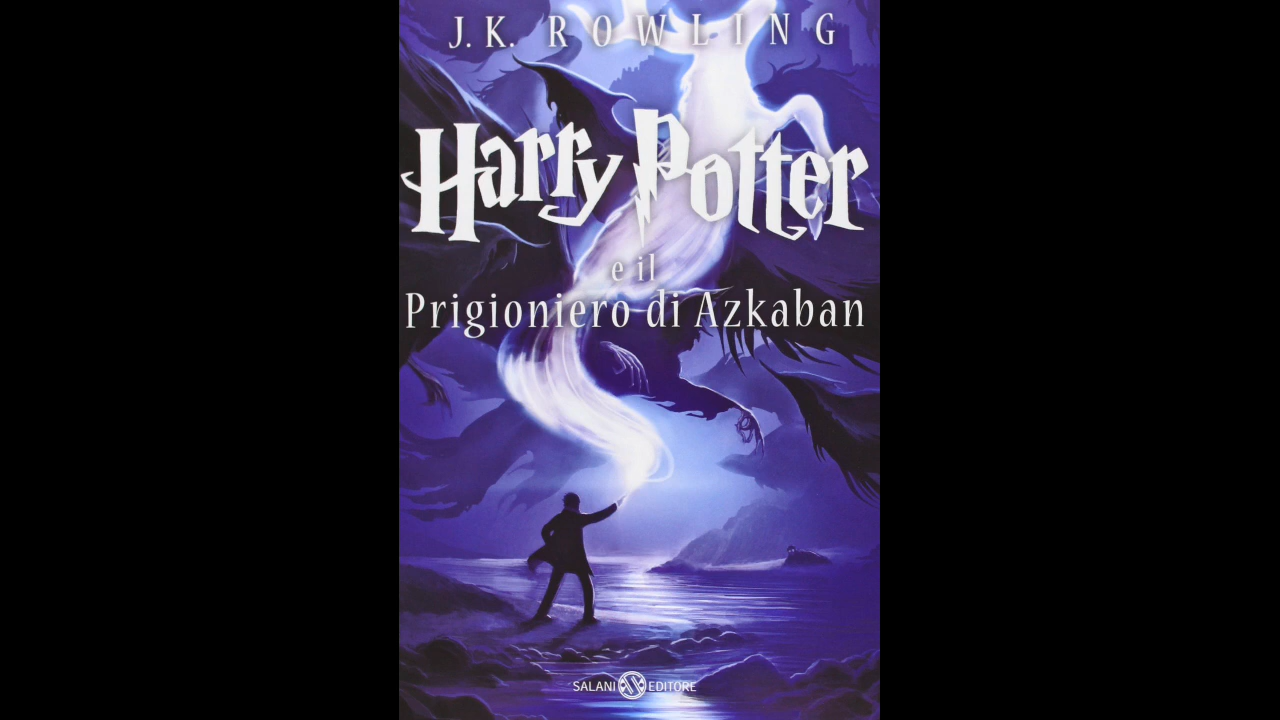 J.K. ROWLING
Harry Potter
e il
Prigioniero di Azkaban
SALANI EDITORE